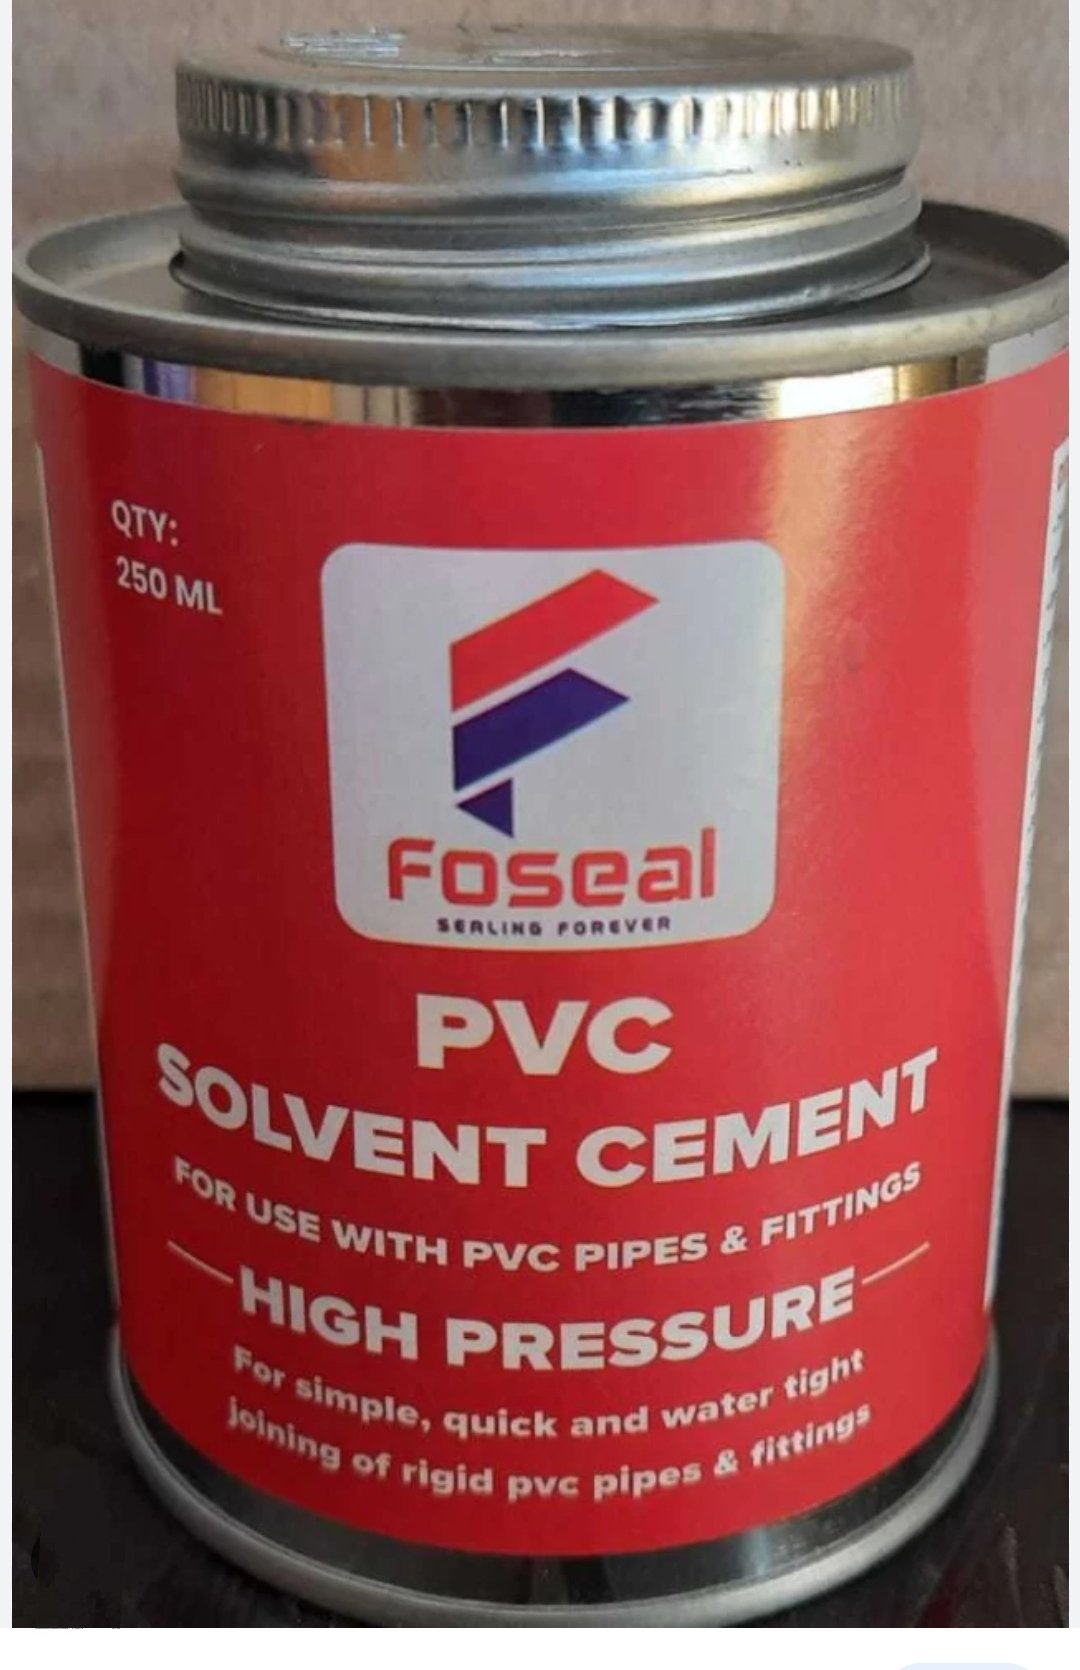 QTY:
250 ML
Foseal
SEALING FOREVER
PVC
SOLVENT CEMENT
FOR USE WITH PVC PIPES & FITTINGS
HIGH PRESSURE
For simple, quick and water tight
joining of rigid pvc pipes & fittings